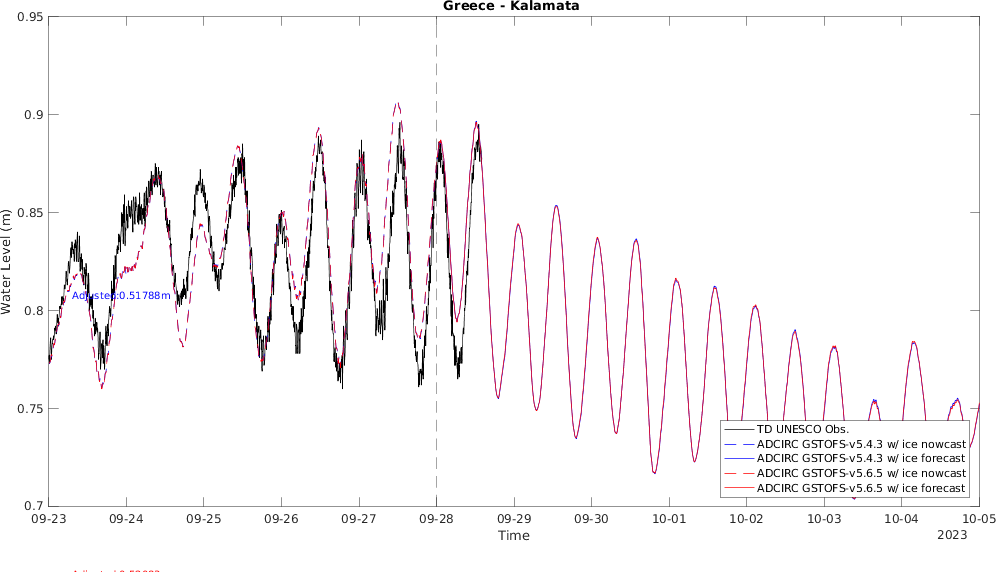 Greece - Kalamata
0.95
0.9
0.85
0.8
0.75
0.7
Water Level (m)
Adjusted:0.51788m
TD UNESCO Obs.
ADCIRC GSTOFS-v5.4.3 w/ ice nowcast
ADCIRC GSTOFS-v5.4.3 w/ ice forecast
ADCIRC GSTOFS-v5.6.5 w/ ice nowcast
ADCIRC GSTOFS-v5.6.5 w/ ice forecast
09-23 09-24 09-25 09-26 09-27 09-28 09-29 09-30 10-01 10-02 10-03 10-04 10-05
Time
2023